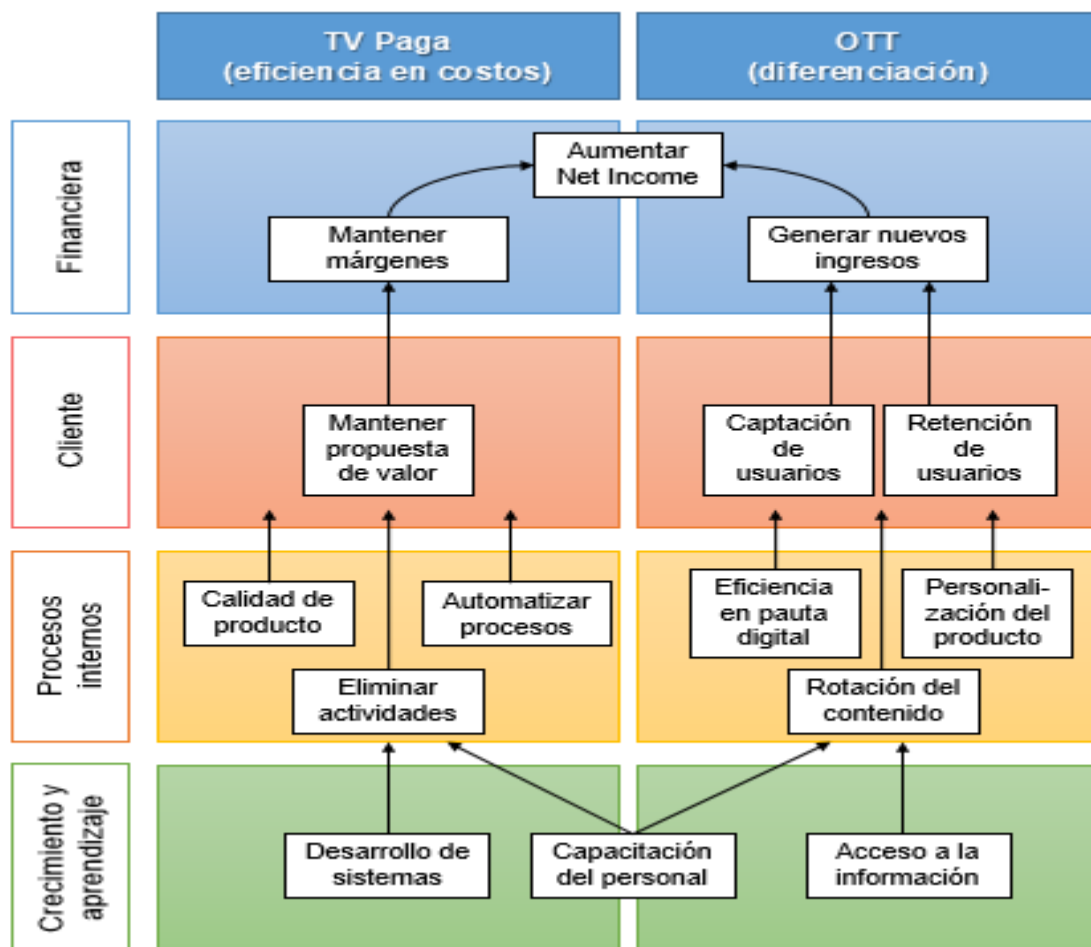 TV Paga
(eficiencia en costos)
OTT
(diferenciación)
Financiera
Aumentar
Net Income
Mantener
márgenes
Generar nuevos
ingresos
Cliente
Mantener
propuesta
de valor
Captación
de
usuarios
Retención
de
usuarios
Procesos
internos
Calidad de
producto
Automatizar
procesos
Eliminar
actividades
Eficiencia
en pauta
digital
Personali-
zación del
producto
Rotación del
contenido
Crecimiento y
aprendizaje
Desarrollo de
sistemas
Capacitación
del personal
Acceso a la
información